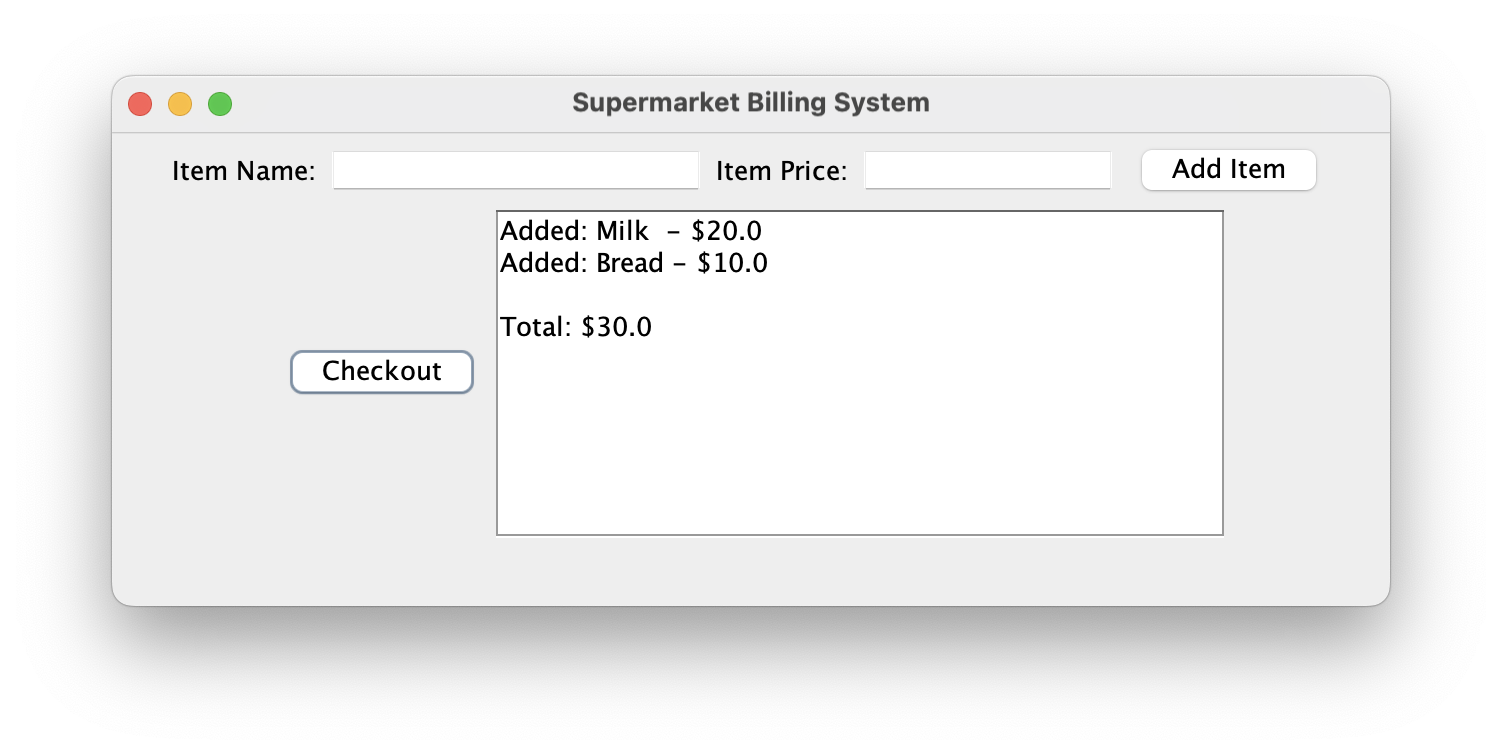 Supermarket Billing System
Item Name: Item Price: Add Item
Added: Milk  – $20.0
Added: Bread – $10.0
Total: $30.0
Checkout